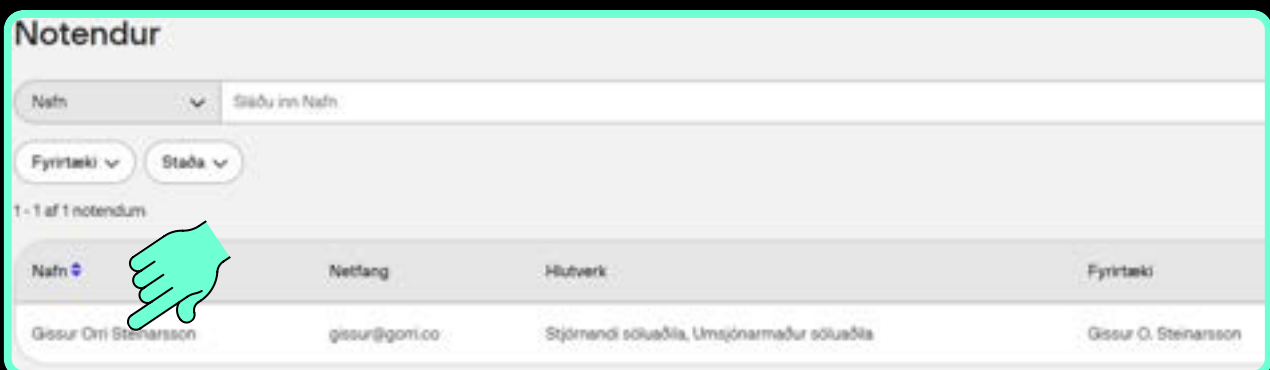 Notendur
Nafn Sláðu inn Nafn
Fyrirtæki Staða
1 - 1 af 1 notendum
Nafn Netfang Hlutverk Fyrirtæki
Gissur Orri Steinarsson gissur@gorri.co Stjórnandi söluaðila, Umsjónarmaður söluaðila Gissur O. Steinarsson